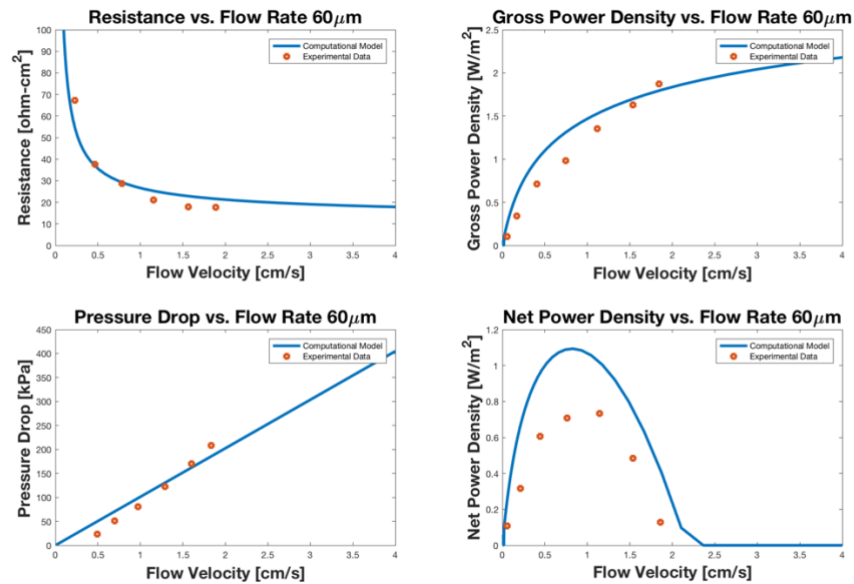 Resistance vs. Flow Rate 60μm
Computational Model
Experimental Data
Resistance [ohm-cm²]
100
90
80
70
60
50
40
30
20
10
0
0 0.5 1 1.5 2 2.5 3 3.5 4
Flow Velocity [cm/s]
Gross Power Density vs. Flow Rate 60μm
Computational Model
Experimental Data
Gross Power Density [W/m²]
2.5
2
1.5
1
0.5
0
0 0.5 1 1.5 2 2.5 3 3.5 4
Flow Velocity [cm/s]
Pressure Drop vs. Flow Rate 60μm
Computational Model
Experimental Data
Pressure Drop [kPa]
450
400
350
300
250
200
150
100
50
0
0 0.5 1 1.5 2 2.5 3 3.5 4
Flow Velocity [cm/s]
Net Power Density vs. Flow Rate 60μm
Computational Model
Experimental Data
Net Power Density [W/m²]
1.2
1
0.8
0.6
0.4
0.2
0
0 0.5 1 1.5 2 2.5 3 3.5 4
Flow Velocity [cm/s]